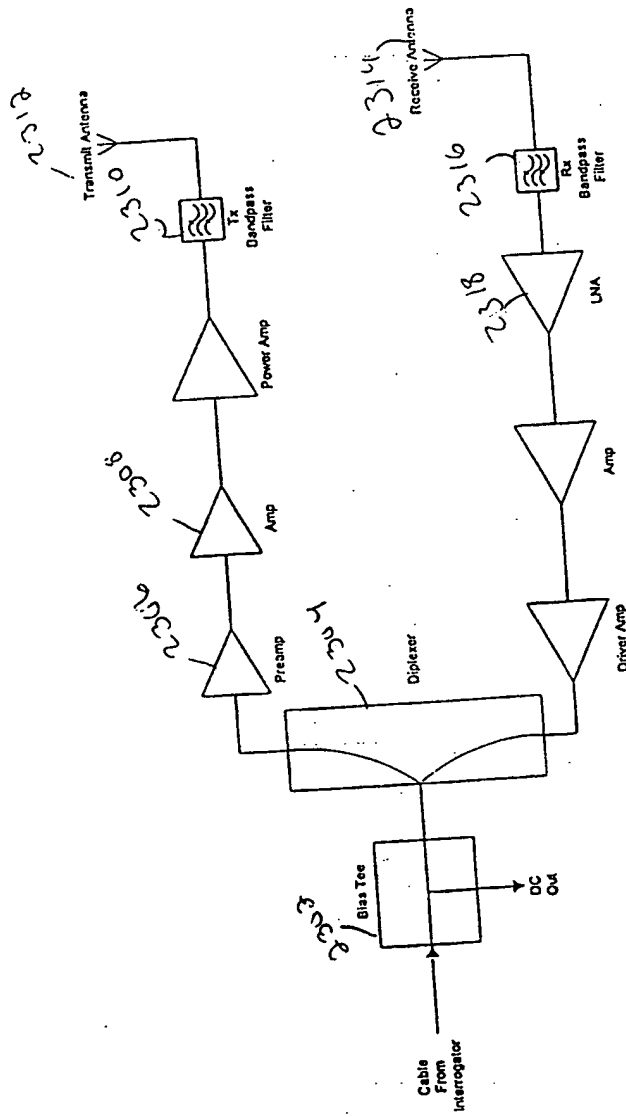 2312
Transmit Antenna
2310
Tx
Bandpass
Filter
Power Amp
2308
Amp
2306
Preamp
2304
Diplexer
2303
Bias Tee
DC
Out
Cable
From
Interrogator
2314
Receive Antenna
2316
Rx
Bandpass
Filter
2318
LNA
Amp
Driver Amp